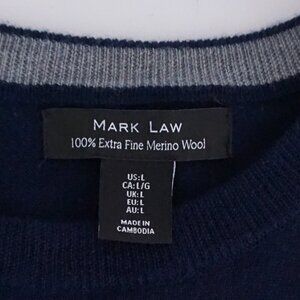 MARK LAW
100% Extra Fine Merino Wool
US:L
CA:L/G
UK:L
EU:L
AU:L
MADE IN
CAMBODIA